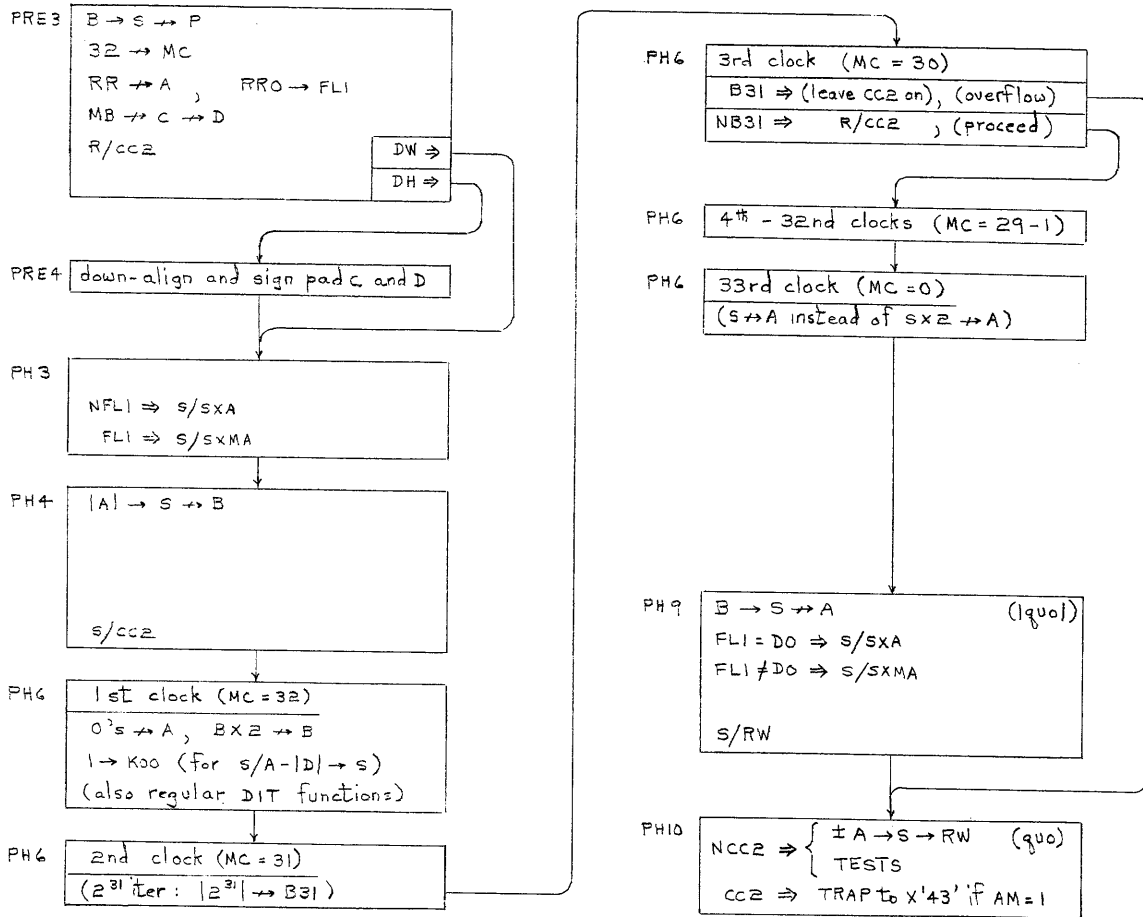 PRE3
B → S ↛ P
32 ↛ MC
RR ↛ A , RR0 → FL1
MB ↛ C → D
R/CC2
DW ⇒
DH ⇒
PRE4
down-align and sign pad C and D
PH3
NFL1 ⇒ S/SXA
FL1 ⇒ S/SXMA
PH4
|A| → S ↛ B
S/CC2
PH6
1st clock (MC = 32)
0's ↛ A , B×2 ↛ B
1 → K00 (for S/A-|D| → S)
(also regular DIT functions)
PH6
2nd clock (MC = 31)
(2³¹ iter: |2³¹| ↛ B31)
PH6
3rd clock (MC = 30)
B31 ⇒ (leave CC2 on), (overflow)
NB31 ⇒ R/CC2 , (proceed)
PH6
4th - 32nd clocks (MC = 29-1)
PH6
33rd clock (MC = 0)
(S ↛ A instead of S×2 ↛ A)
PH9
B → S ↛ A (|quo|)
FL1 = D0 ⇒ S/SXA
FL1 ≠ D0 ⇒ S/SXMA
S/RW
PH10
NCC2 ⇒ { ± A → S → RW (quo)
TESTS
CC2 ⇒ TRAP to X'43' if AM = 1